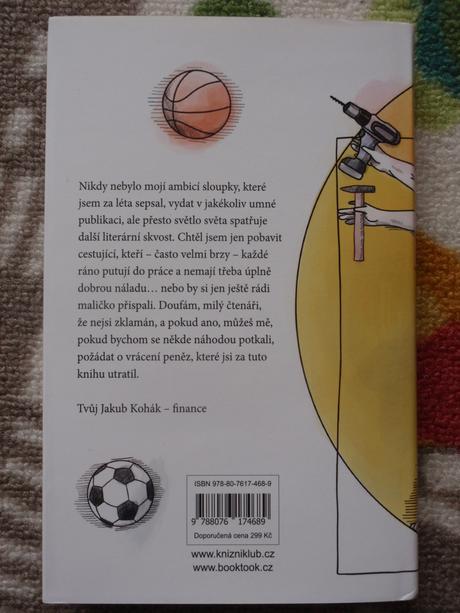 Nikdy nebylo mojí ambicí sloupky, které
jsem za léta sepsal, vydat v jakékoliv umné
publikaci, ale přesto světlo světa spatřuje
další literární skvost. Chtěl jsem jen pobavit
cestující, kteří – často velmi brzy – každé
ráno putují do práce a nemají třeba úplně
dobrou náladu… nebo by si jen ještě rádi
maličko přispali. Doufám, milý čtenáři,
že nejsi zklamán, a pokud ano, můžeš mě,
pokud bychom se někde náhodou potkali,
požádat o vrácení peněz, které jsi za tuto
knihu utratil.
Tvůj Jakub Kohák – finance
ISBN 978-80-7617-468-9
9 788076 174689
Doporučená cena 299 Kč
www.knizniklub.cz
www.booktook.cz